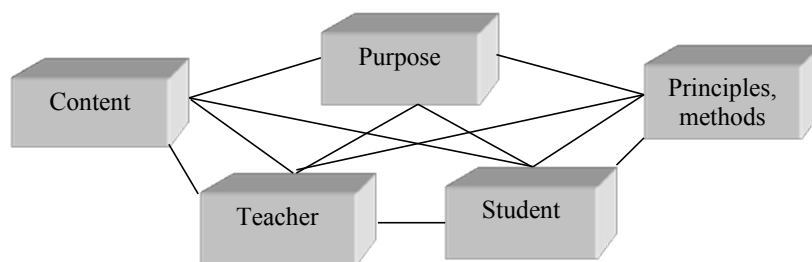 Purpose
Content
Principles,
methods
Teacher
Student